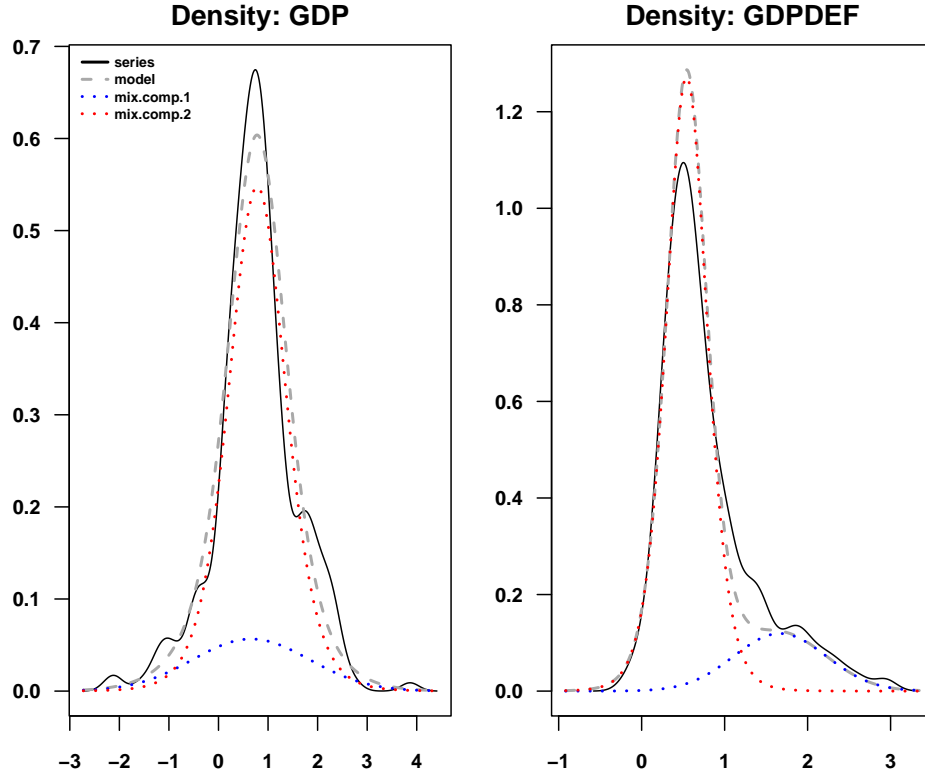 Density: GDP
0.7
0.6
0.5
0.4
0.3
0.2
0.1
0.0
series
model
mix.comp.1
mix.comp.2
−3 −2 −1 0 1 2 3 4
Density: GDPDEF
1.2
1.0
0.8
0.6
0.4
0.2
0.0
−1 0 1 2 3